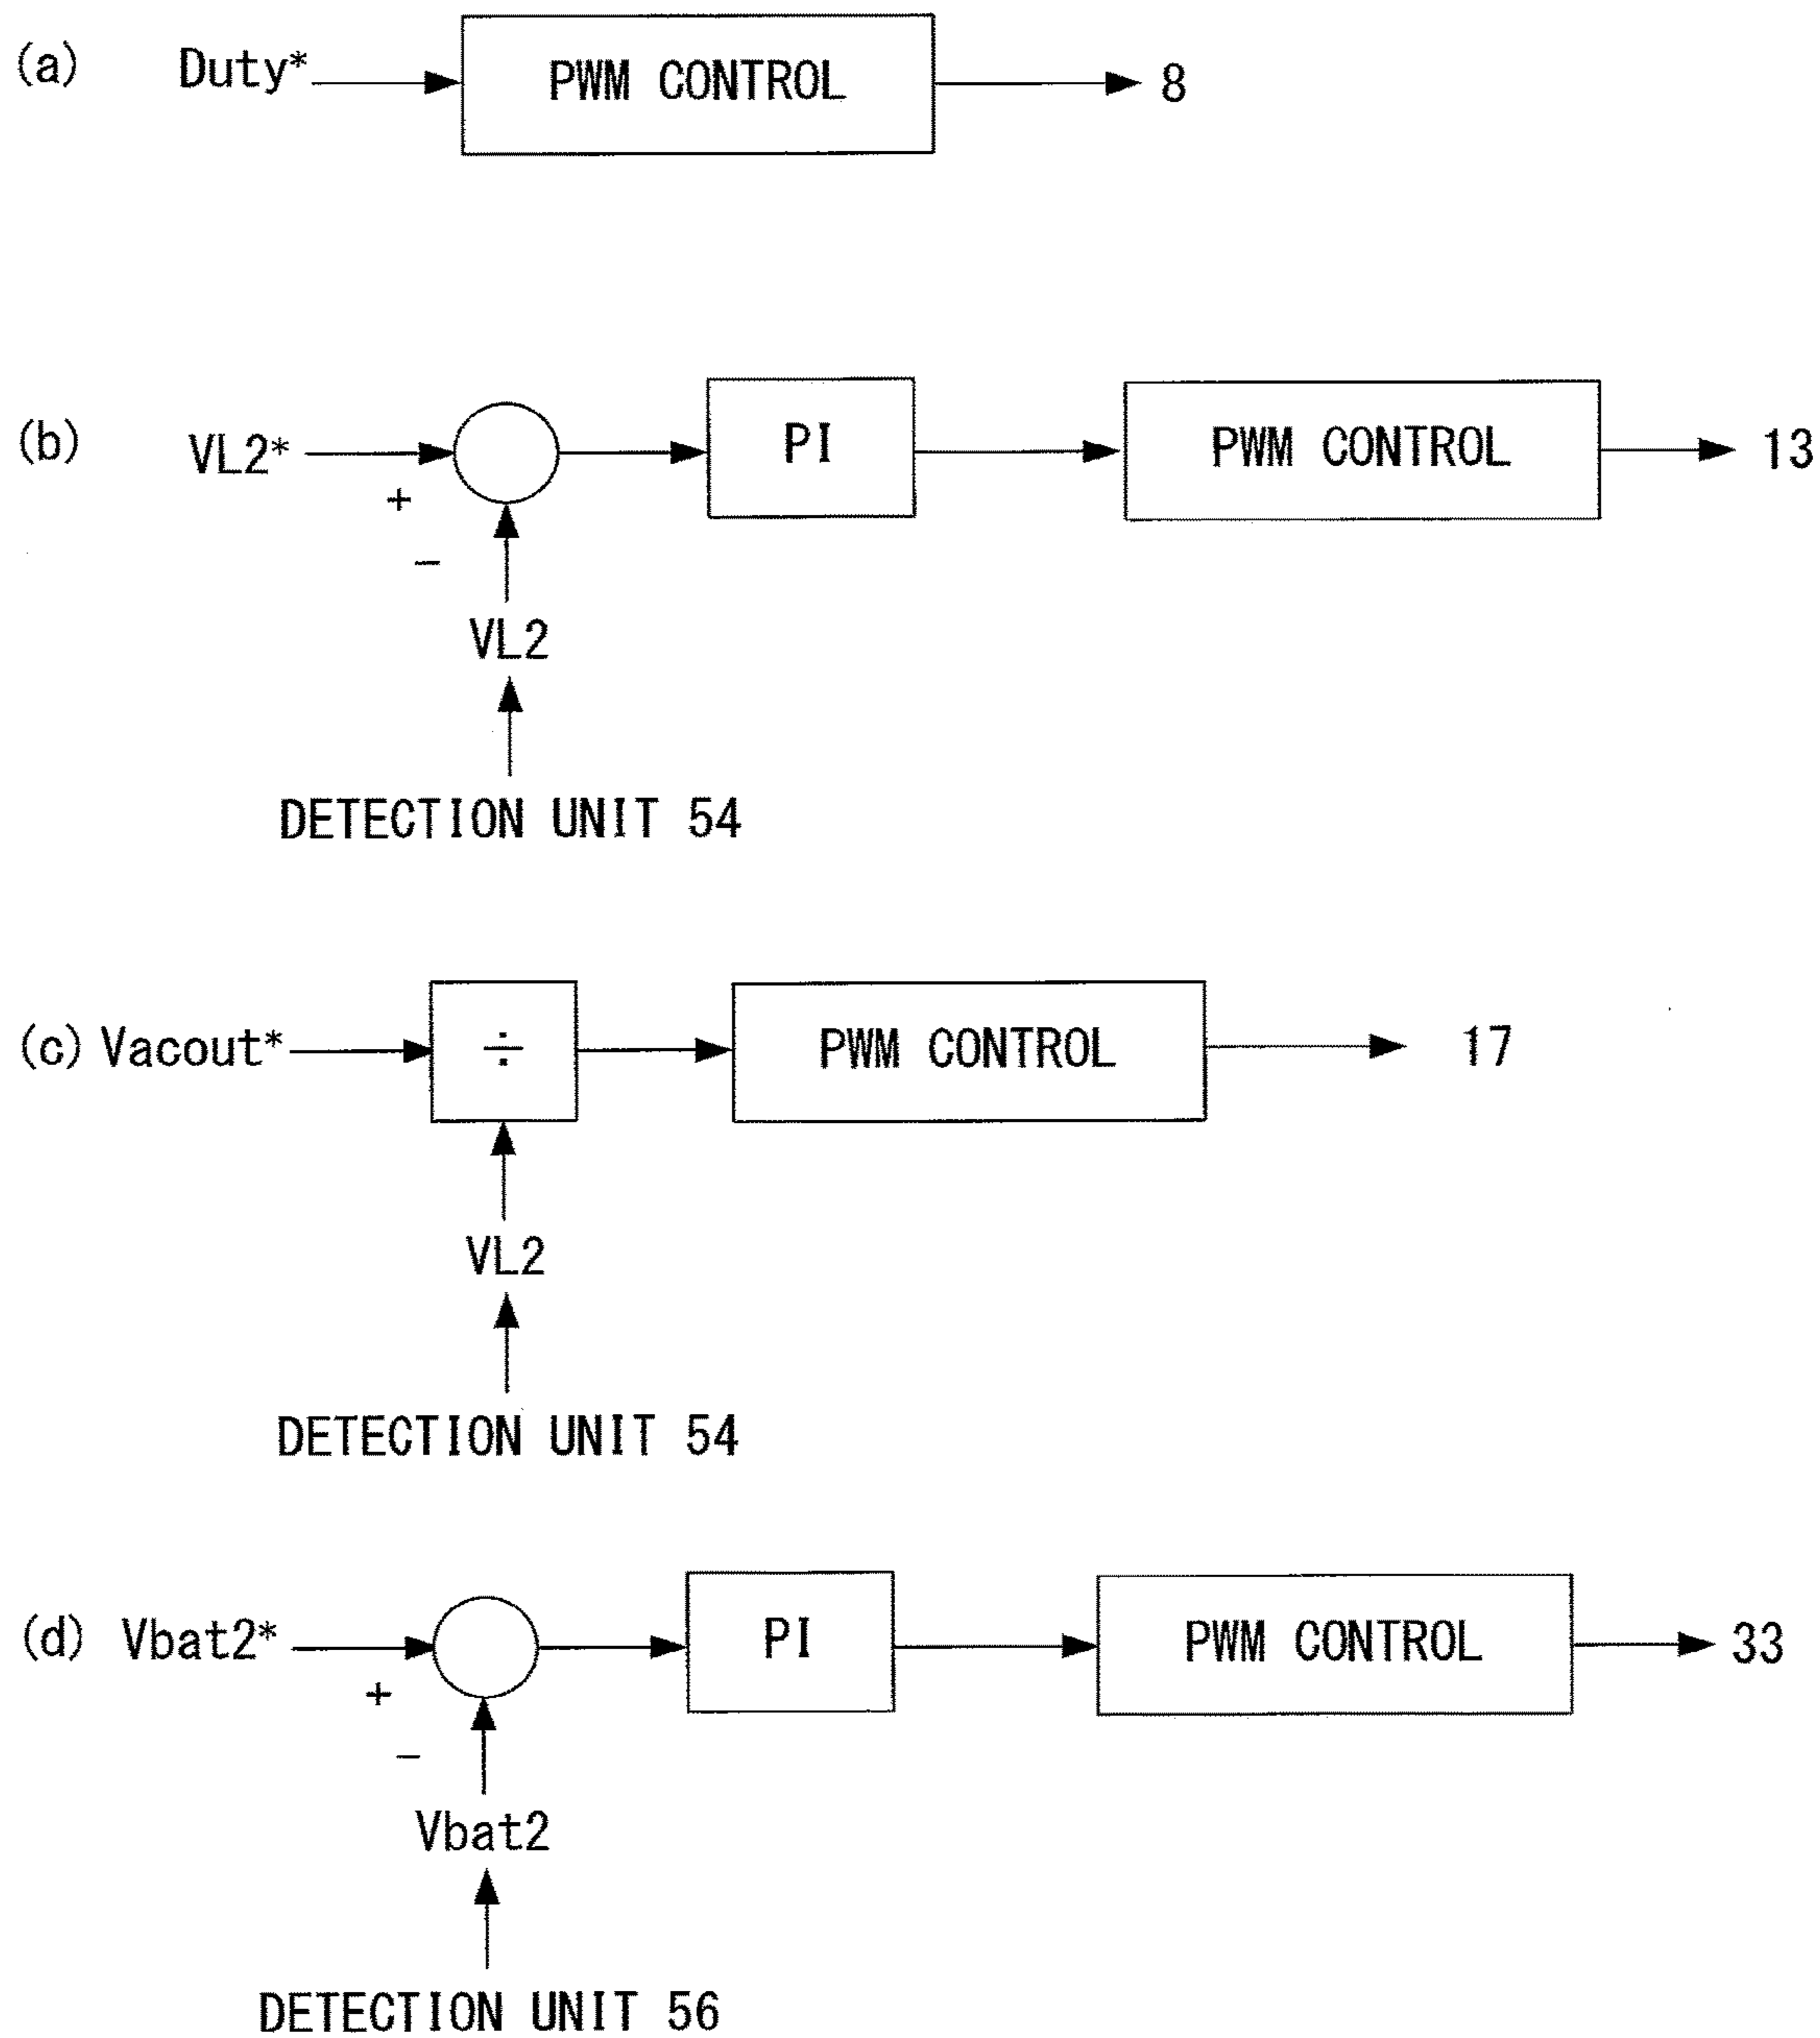 (a) Duty* PWM CONTROL 8
(b) VL2* PI PWM CONTROL 13
+
−
VL2
DETECTION UNIT 54
(c) Vacout* ÷ PWM CONTROL 17
VL2
DETECTION UNIT 54
(d) Vbat2* PI PWM CONTROL 33
+
−
Vbat2
DETECTION UNIT 56